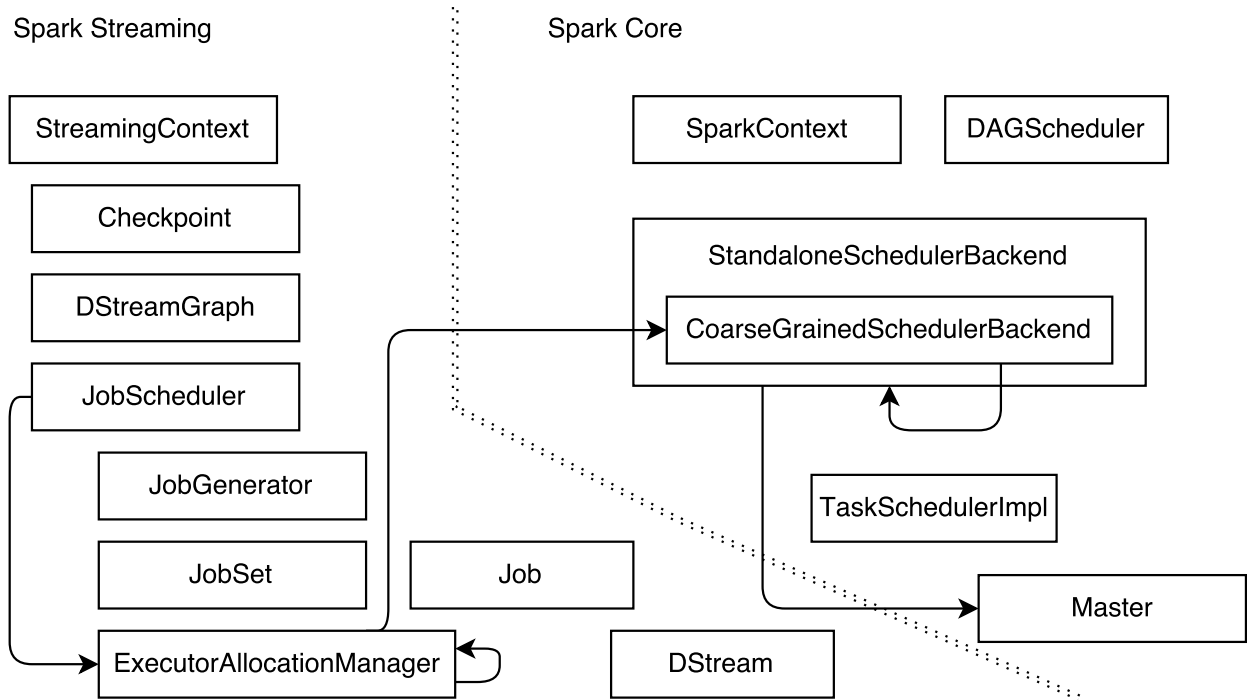 Spark Streaming
Spark Core
StreamingContext
SparkContext
DAGScheduler
Checkpoint
StandaloneSchedulerBackend
DStreamGraph
CoarseGrainedSchedulerBackend
JobScheduler
JobGenerator
TaskSchedulerImpl
JobSet
Job
Master
ExecutorAllocationManager
DStream